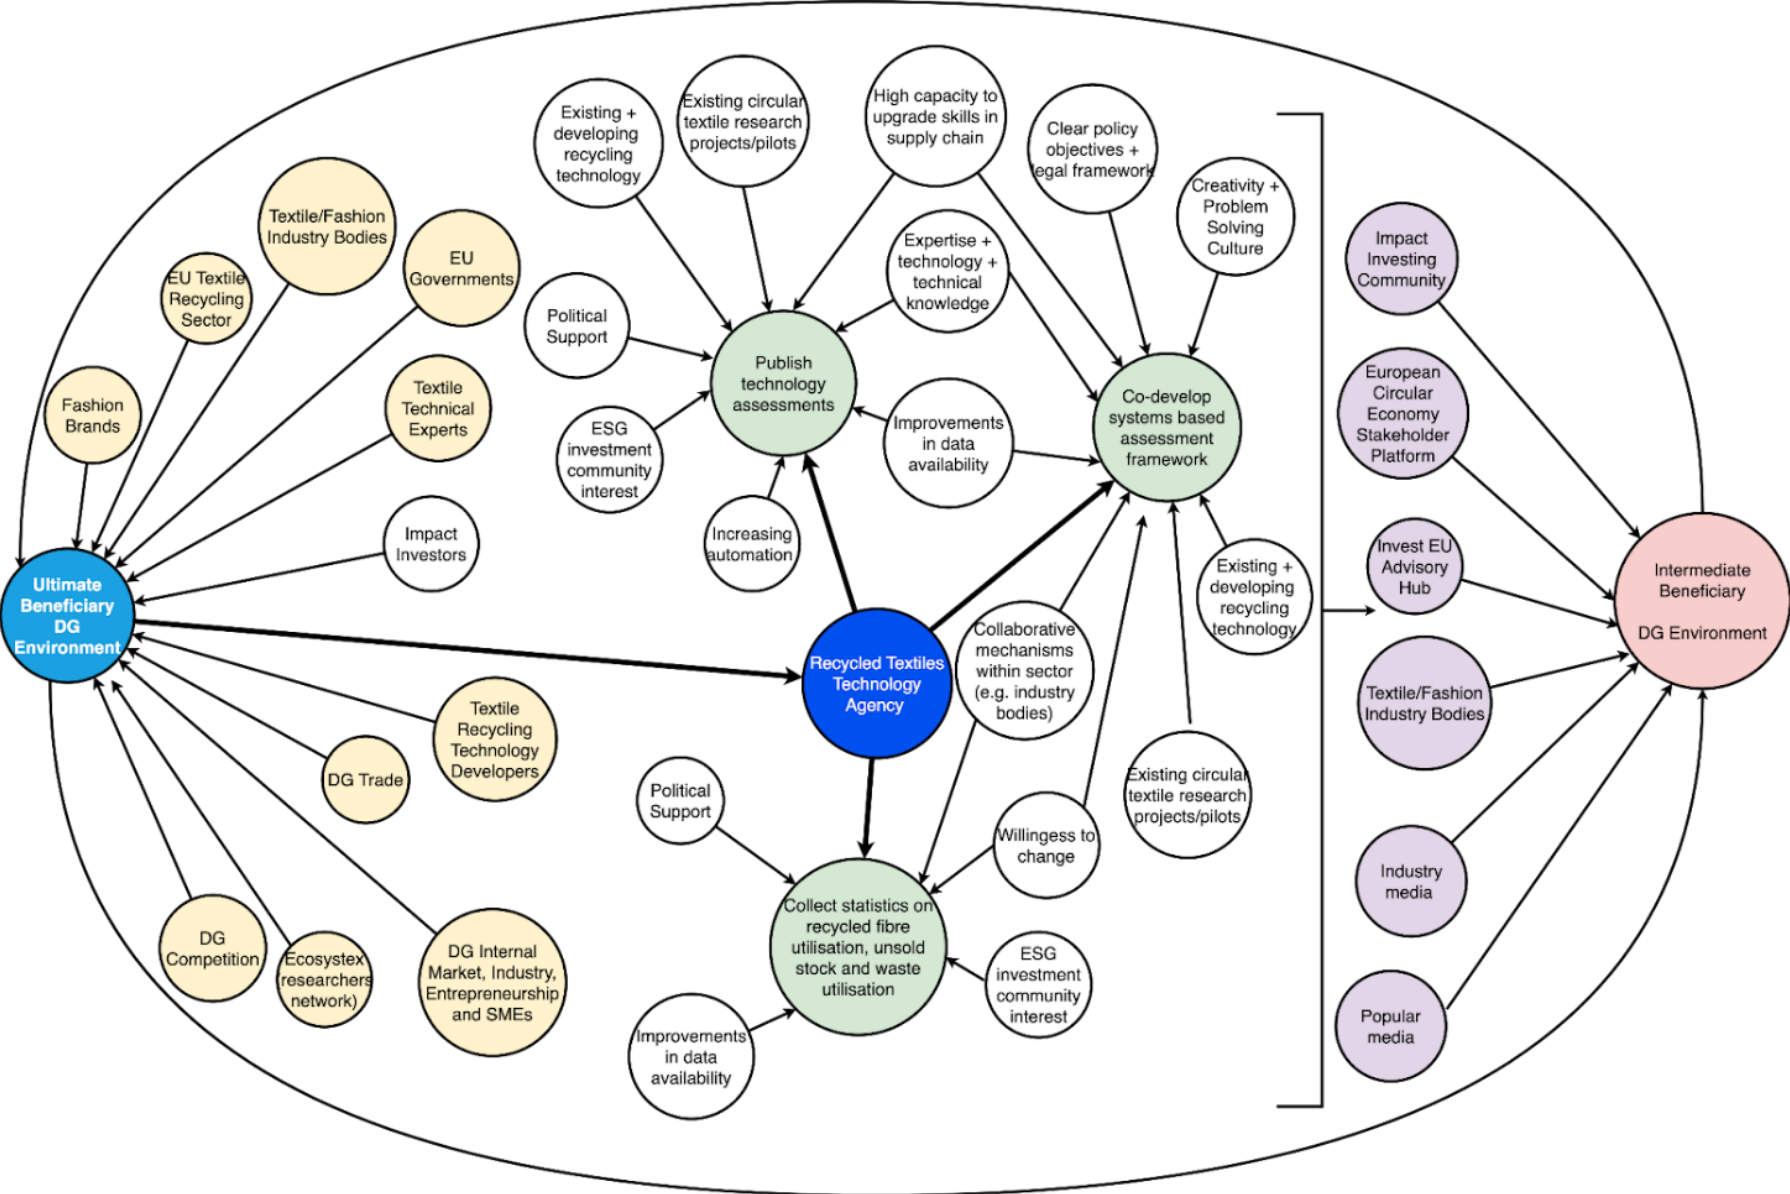 Existing +
developing
recycling
technology
Existing circular
textile research
projects/pilots
High capacity to
upgrade skills in
supply chain
Clear policy
objectives +
legal framework
Creativity +
Problem
Solving
Culture
Textile/Fashion
Industry Bodies
EU
Governments
EU Textile
Recycling
Sector
Fashion
Brands
Textile
Technical
Experts
Impact
Investors
Political
Support
Expertise +
technology +
technical
knowledge
Publish
technology
assessments
ESG
investment
community
interest
Improvements
in data
availability
Increasing
automation
Co-develop
systems based
assessment
framework
Impact
Investing
Community
European
Circular
Economy
Stakeholder
Platform
Invest EU
Advisory
Hub
Existing +
developing
recycling
technology
Intermediate
Beneficiary
DG Environment
Ultimate
Beneficiary
DG
Environment
Recycled Textiles
Technology
Agency
Collaborative
mechanisms
within sector
(e.g. industry
bodies)
Textile/Fashion
Industry Bodies
Textile
Recycling
Technology
Developers
DG Trade
Political
Support
Existing circular
textile research
projects/pilots
Willingess to
change
Industry
media
DG
Competition
Ecosystex
researchers
network)
DG Internal
Market, Industry,
Entrepreneurship
and SMEs
Collect statistics on
recycled fibre
utilisation, unsold
stock and waste
utilisation
ESG
investment
community
interest
Improvements
in data
availability
Popular
media